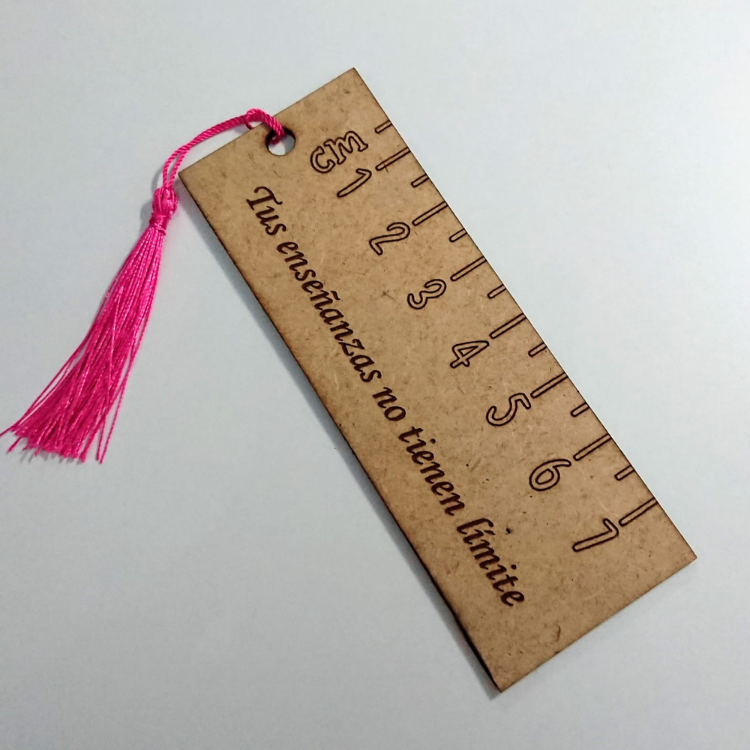 cm
1 2 3 4 5 6 7
Tus enseñanzas no tienen límite